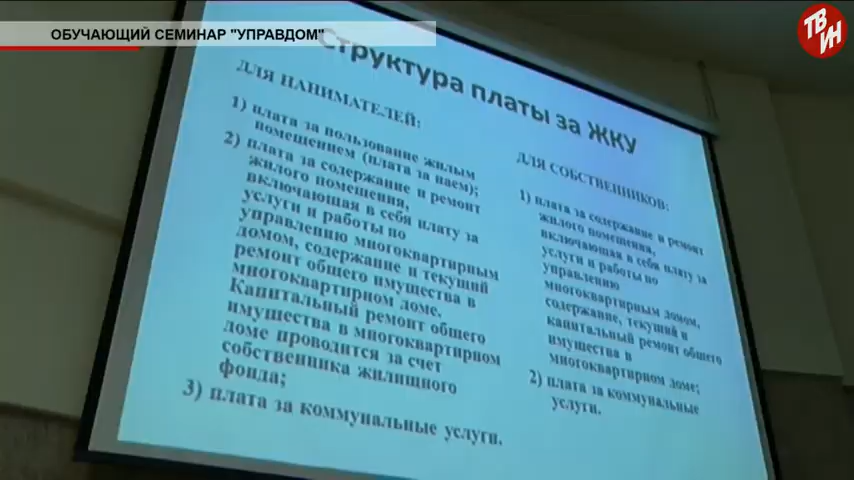 ОБУЧАЮЩИЙ СЕМИНАР "УПРАВДОМ"
ТВ
ИН
Структура платы за ЖКУ
ДЛЯ НАНИМАТЕЛЕЙ:
1) плата за пользование жилым
помещением (плата за наем);
2) плата за содержание и ремонт
жилого помещения,
включающая в себя плату за
услуги и работы по
управлению многоквартирным
домом, содержание и текущий
ремонт общего имущества в
многоквартирном доме.
Капитальный ремонт общего
имущества в многоквартирном
доме проводится за счет
собственника жилищного
фонда;
3) плата за коммунальные услуги.
ДЛЯ СОБСТВЕННИКОВ:
1) плата за содержание и ремонт
жилого помещения,
включающая в себя плату за
услуги и работы по
управлению
многоквартирным домом,
содержание, текущий и
капитальный ремонт общего
имущества в
многоквартирном доме;
2) плата за коммунальные
услуги.